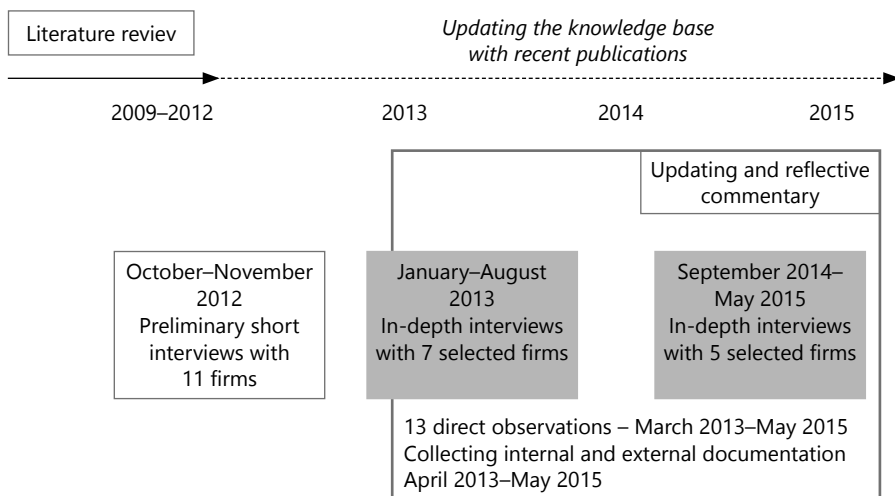 Literature reviev
Updating the knowledge base
with recent publications
2009–2012
2013
2014
2015
Updating and reflective
commentary
October–November
2012
Preliminary short
interviews with
11 firms
January–August
2013
In-depth interviews
with 7 selected firms
September 2014–
May 2015
In-depth interviews
with 5 selected firms
13 direct observations – March 2013–May 2015
Collecting internal and external documentation
April 2013–May 2015